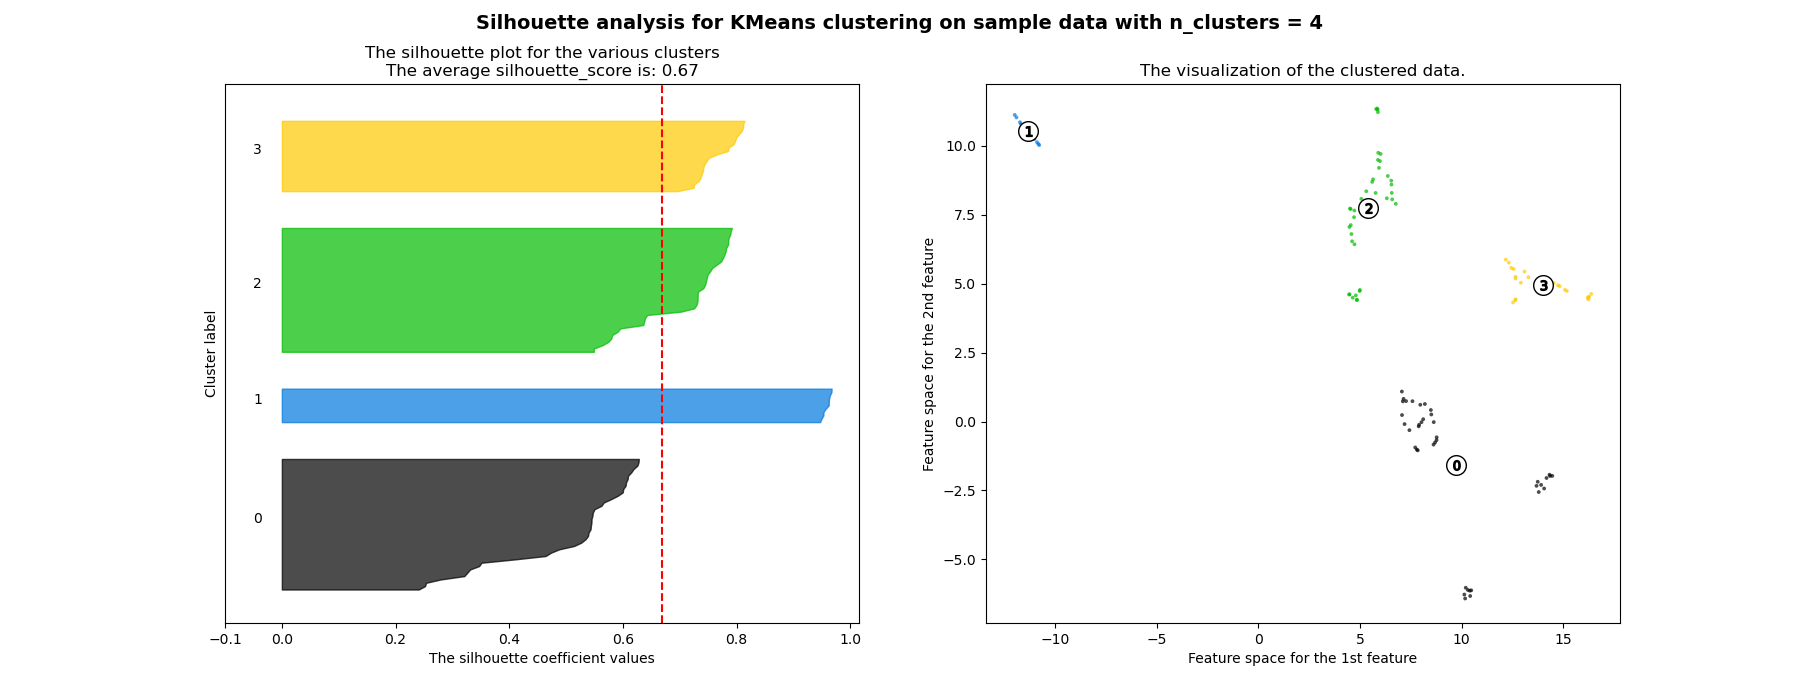 Silhouette analysis for KMeans clustering on sample data with n_clusters = 4
The silhouette plot for the various clusters
The average silhouette_score is: 0.67
3
2
1
0
Cluster label
−0.1 0.0 0.2 0.4 0.6 0.8 1.0
The silhouette coefficient values
The visualization of the clustered data.
10.0
7.5
5.0
2.5
0.0
−2.5
−5.0
Feature space for the 2nd feature
1
2
3
0
−10 −5 0 5 10 15
Feature space for the 1st feature